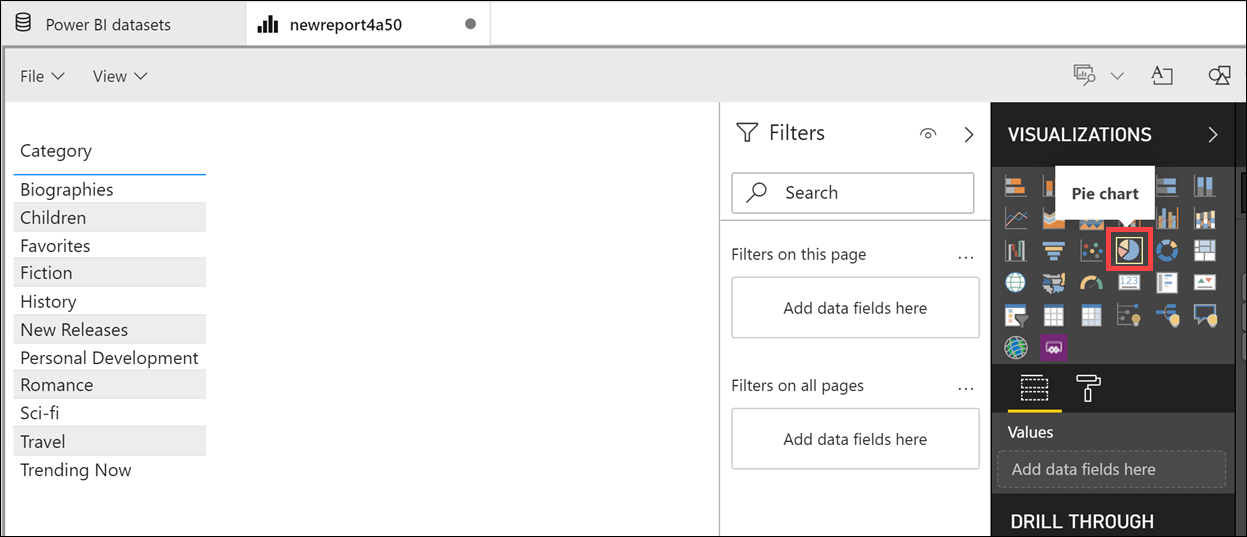 Power BI datasets
newreport4a50
File
View
Category
Biographies
Children
Favorites
Fiction
History
New Releases
Personal Development
Romance
Sci-fi
Travel
Trending Now
Filters
Search
Filters on this page
...
Add data fields here
Filters on all pages
...
Add data fields here
VISUALIZATIONS
Pie chart
123
Values
Add data fields here
DRILL THROUGH